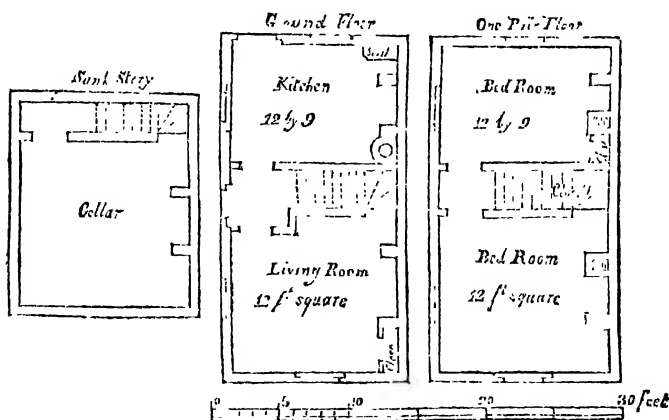 Sunk Story
Cellar
Ground Floor
Kitchen
12 by 9
Living Room
12 ft square
One Pair Floor
Bed Room
12 by 9
Bed Room
12 ft square
0 5 10 20 30 feet